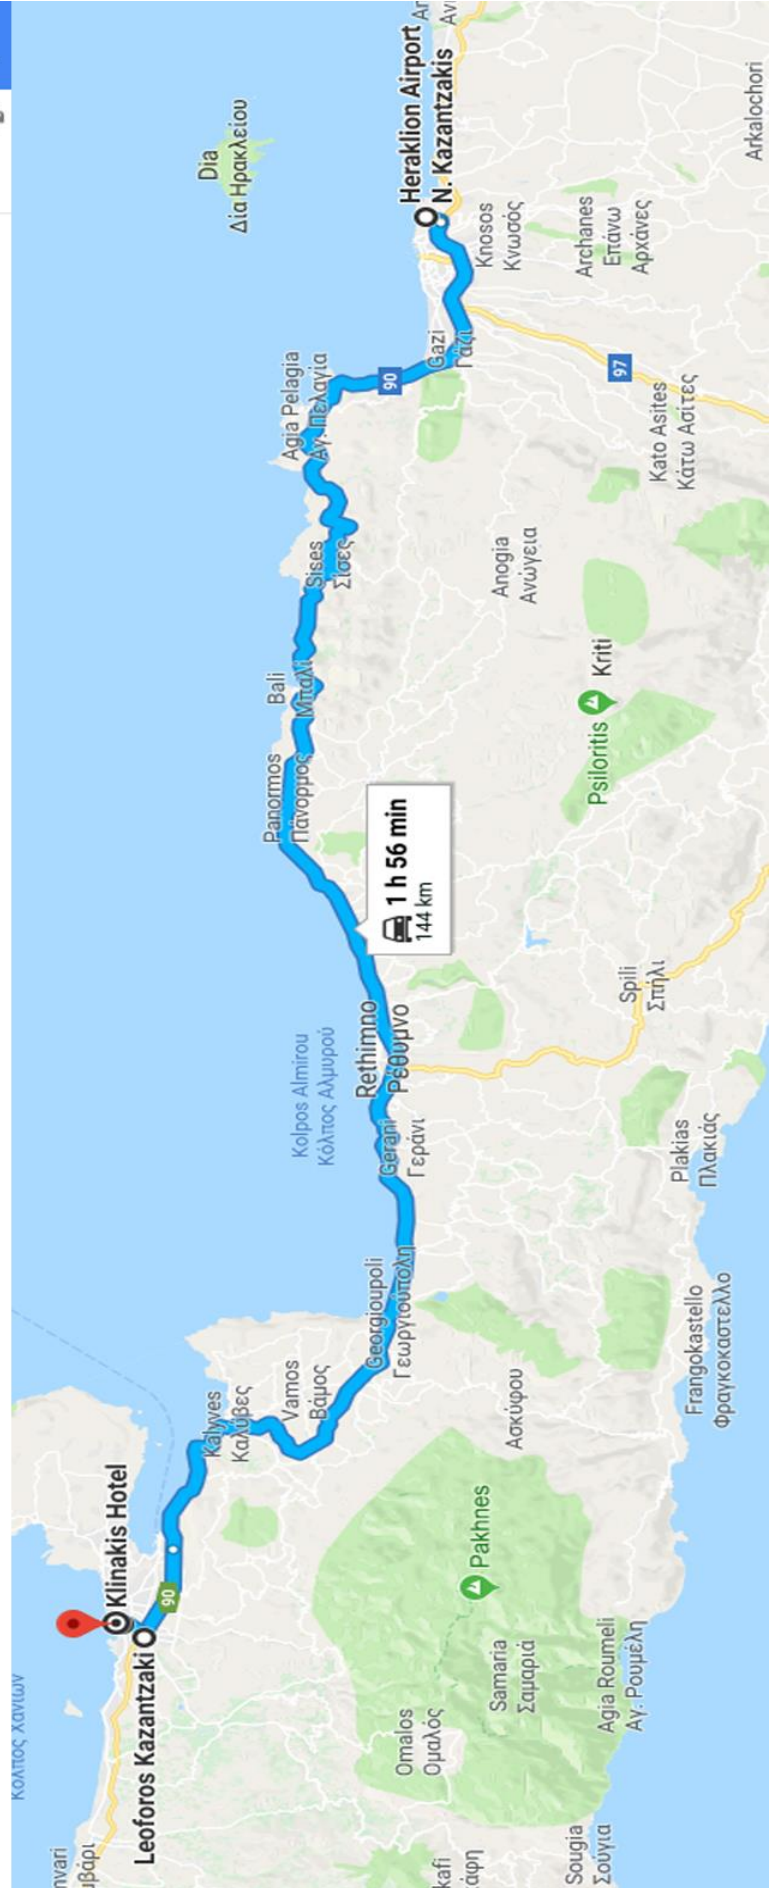 Dia
Δία Ηρακλείου
Heraklion Airport
N. Kazantzakis
Knosos
Κνωσός
Archanes
Επάνω
Αρχάνες
Arkalochori
Agia Pelagia
Αγ. Πελαγία
90
Gazi
Γάζι
97
Kato Asites
Κάτω Ασίτες
Sises
Σίσες
Anogia
Ανώγεια
Bali
Μπαλί
Panormos
Πάνορμος
Psiloritis
Kriti
1 h 56 min
144 km
Kolpos Almirou
Κόλπος Αλμυρού
Rethimno
Ρέθυμνο
Spili
Σπήλι
Gerani
Γεράνι
Plakias
Πλακιάς
Georgioupoli
Γεωργιούπολη
Frangokastello
Φραγκοκαστέλλο
Vamos
Βάμος
Kalyves
Καλύβες
Ασκύφου
Klinakis Hotel
90
Pakhnes
Leoforos Kazantzaki
Samaria
Σαμαριά
Agia Roumeli
Αγ. Ρουμέλη
Omalos
Ομαλός
Κόλπος Χανίων
Sougia
Σούγια